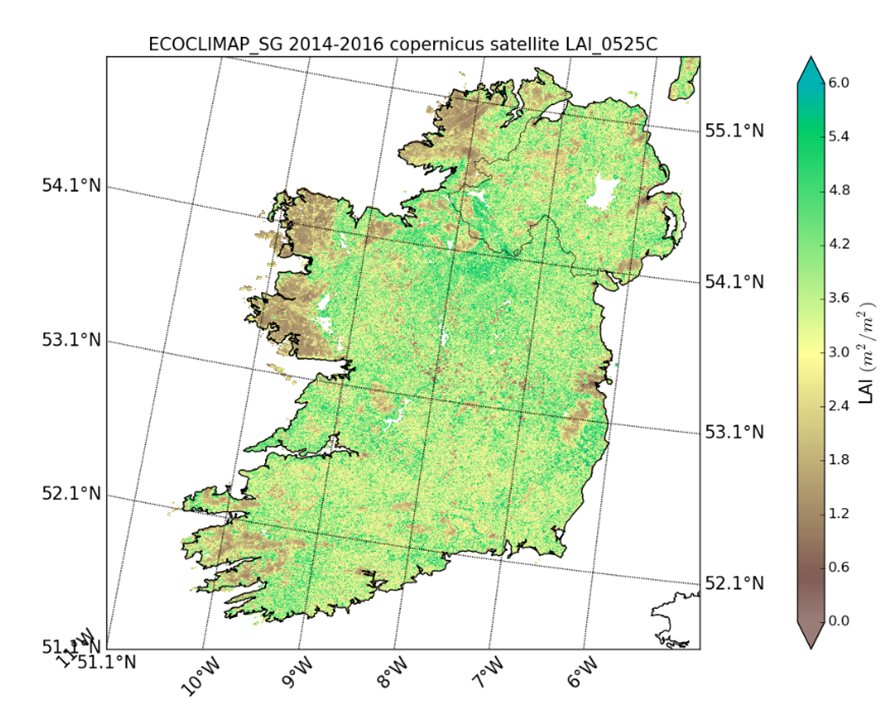 ECOCLIMAP_SG 2014-2016 copernicus satellite LAI_0525C
54.1°N
53.1°N
52.1°N
51.1°N
11°W
51.1°N
10°W
9°W
8°W
7°W
6°W
55.1°N
54.1°N
53.1°N
52.1°N
6.0
5.4
4.8
4.2
3.6
3.0
2.4
1.8
1.2
0.6
0.0
LAI (m²/m²)